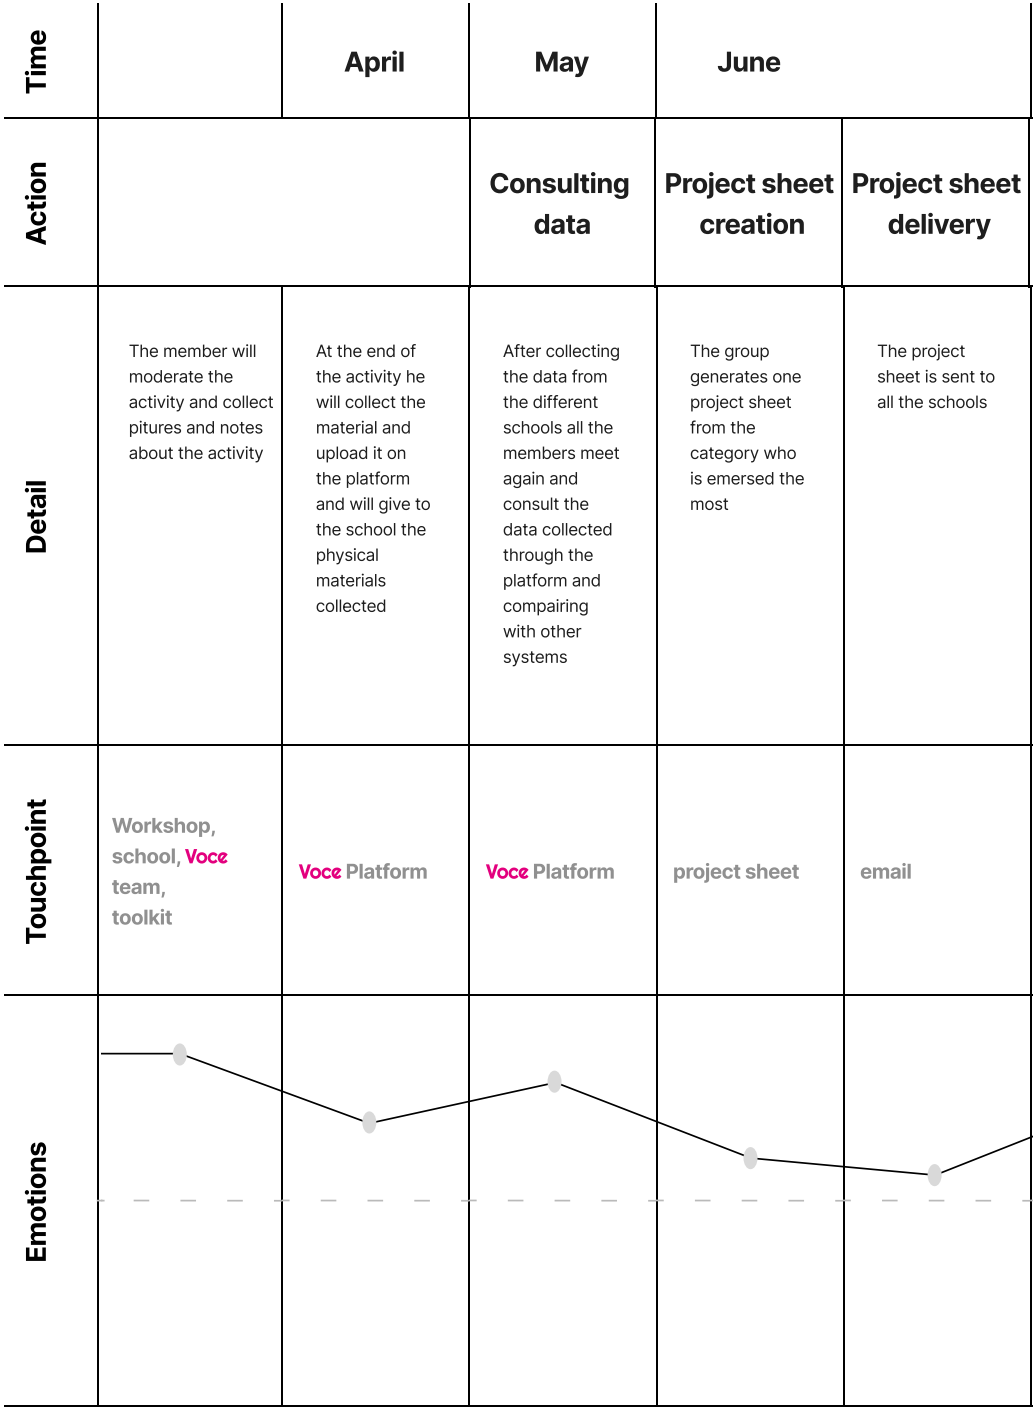 Time
April
May
June
Action
Consulting
data
Project sheet
creation
Project sheet
delivery
Detail
The member will
moderate the
activity and collect
pitures and notes
about the activity
At the end of
the activity he
will collect the
material and
upload it on
the platform
and will give to
the school the
physical
materials
collected
After collecting
the data from
the different
schools all the
members meet
again and
consult the
data collected
through the
platform and
compairing
with other
systems
The group
generates one
project sheet
from the
category who
is emersed the
most
The project
sheet is sent to
all the schools
Touchpoint
Workshop,
school, Voce
team,
toolkit
Voce Platform
Voce Platform
project sheet
email
Emotions